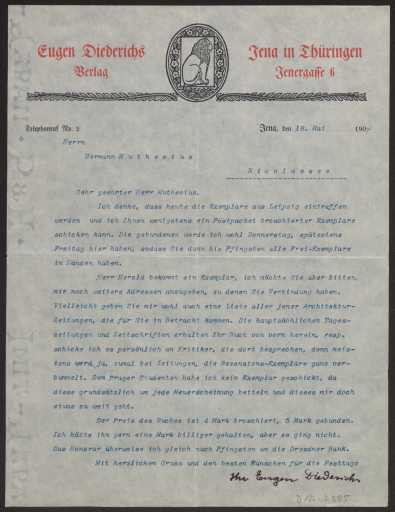 Eugen Diederichs
Verlag
Jena in Thüringen
Jenergasse 6
Telephonruf No. 2
Jena, den 18. Mai 190
Herrn
Hermann Muthesius
Nicolassee
Sehr geehrter Herr Muthesius.
Ich denke, dass heute die Exemplare aus Leipzig eintreffen
werden und ich Ihnen wenigstens ein Postpacket broschierter Exemplare
schicken kann. Die gebundenen werde ich wohl Donnerstag, spätestens
Freitag hier haben, sodass Sie dann bis Pfingsten alle Frei-Exemplare
in Händen haben.
Herr Herold bekommt ein Exemplar, ich möchte Sie aber bitten
mir noch weitere Adressen anzugeben, zu denen Sie Verbindung haben.
Vielleicht geben Sie mir wohl auch eine Liste aller jener Architektur-
Zeitungen, die für Sie in Betracht kommen. Die hauptsächlichen Tages-
zeitungen und Zeitschriften erhalten Ihr Buch von vorn herein, resp.
schicke ich es persönlich an Kritiker, die dort besprechen, denn meis-
tens werden, zumal bei Zeitungen, die Rezensions-Exemplare ganz ver-
bummelt. Dem Prager Studenten habe ich kein Exemplar geschickt, da
diese grundsätzlich um jede Neuerscheinung betteln und dieses mir doch
etwas zu weit geht.
Der Preis des Buches ist 4 Mark broschiert, 5 Mark gebunden.
Ich hätte ihn gern eine Mark billiger gehalten, aber es ging nicht.
Das Honorar überweise ich gleich nach Pfingsten an die Dresdner Bank.
Mit herzlichem Gruss und den besten Wünschen für die Festtage
Ihr Eugen Diederichs